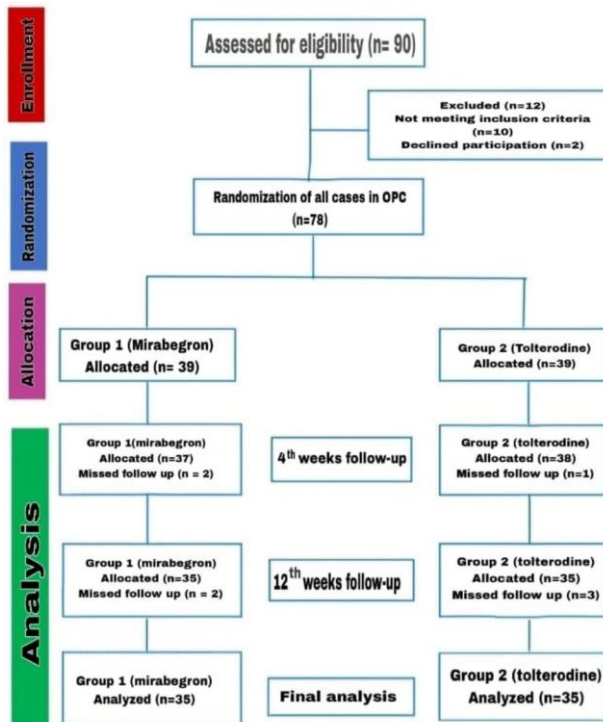 Enrollment
Assessed for eligibility (n= 90)
Excluded (n=12)
Not meeting inclusion criteria
(n=10)
Declined participation (n=2)
Randomization
Randomization of all cases in OPC
(n=78)
Allocation
Group 1 (Mirabegron)
Allocated (n= 39)
Group 2 (Tolterodine)
Allocated (n=39)
Analysis
Group 1(mirabegron)
Allocated (n=37)
Missed follow up (n = 2)
4th weeks follow-up
Group 2 (tolterodine)
Allocated (n=38)
Missed follow up (n=1)
Group 1 (mirabegron)
Allocated (n=35)
Missed follow up (n = 2)
12th weeks follow-up
Group 2 (tolterodine)
Allocated (n=35)
Missed follow up (n=3)
Group 1 (mirabegron)
Analyzed (n=35)
Final analysis
Group 2 (tolterodine)
Analyzed (n=35)